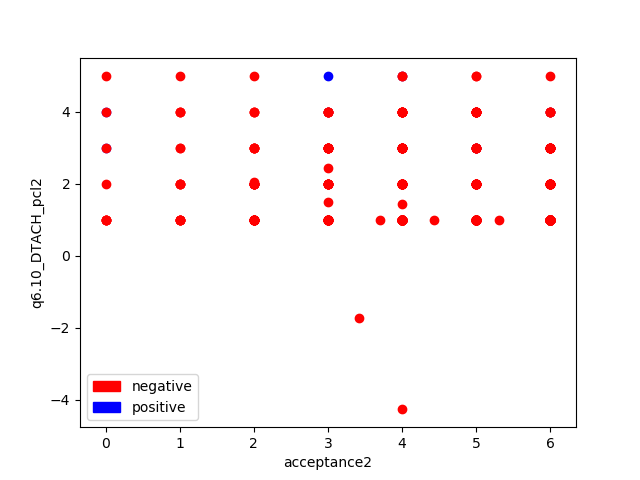 4
2
0
−2
−4
q6.10_DTACH_pcl2
negative
positive
0 1 2 3 4 5 6
acceptance2